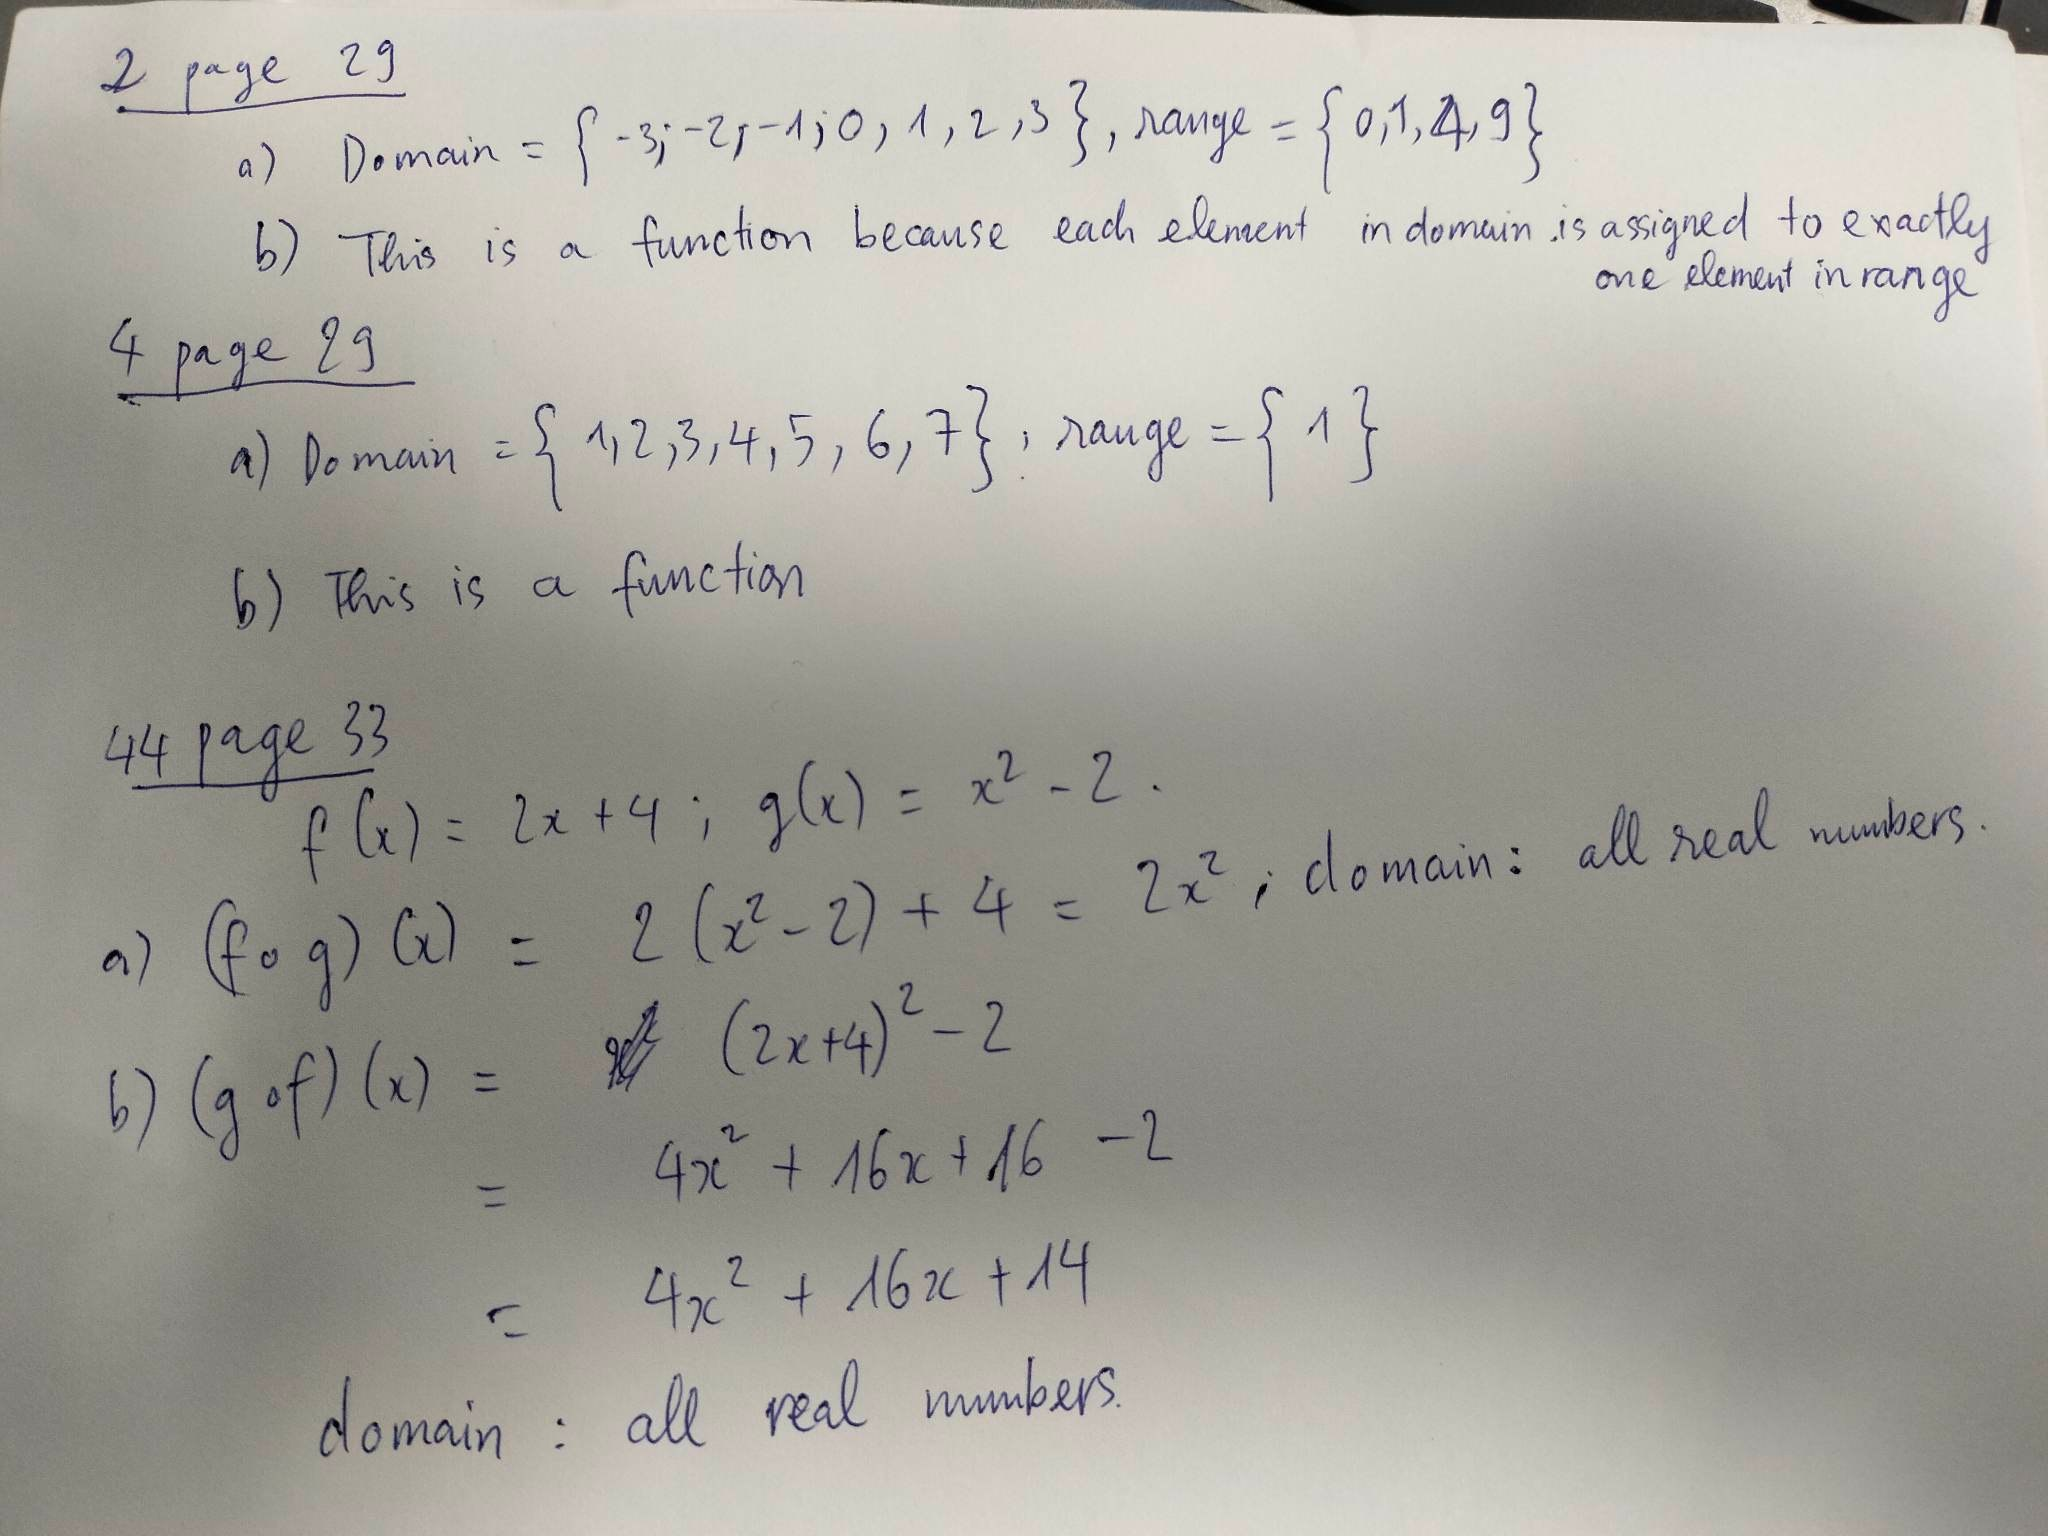 2 page 29
a) Domain = { -3; -2; -1; 0, 1, 2, 3 }, range = { 0, 1, 4, 9 }
b) This is a function because each element in domain is assigned to exactly
one element in range
4 page 29
a) Domain = { 1, 2, 3, 4, 5, 6, 7 }; range = { 1 }
b) This is a function
44 page 33
f(x) = 2x + 4; g(x) = x² - 2.
a) (f∘g)(x) = 2(x² - 2) + 4 = 2x²; domain: all real numbers.
b) (g∘f)(x) = (2x+4)² - 2
= 4x² + 16x + 16 - 2
= 4x² + 16x + 14
domain: all real numbers.